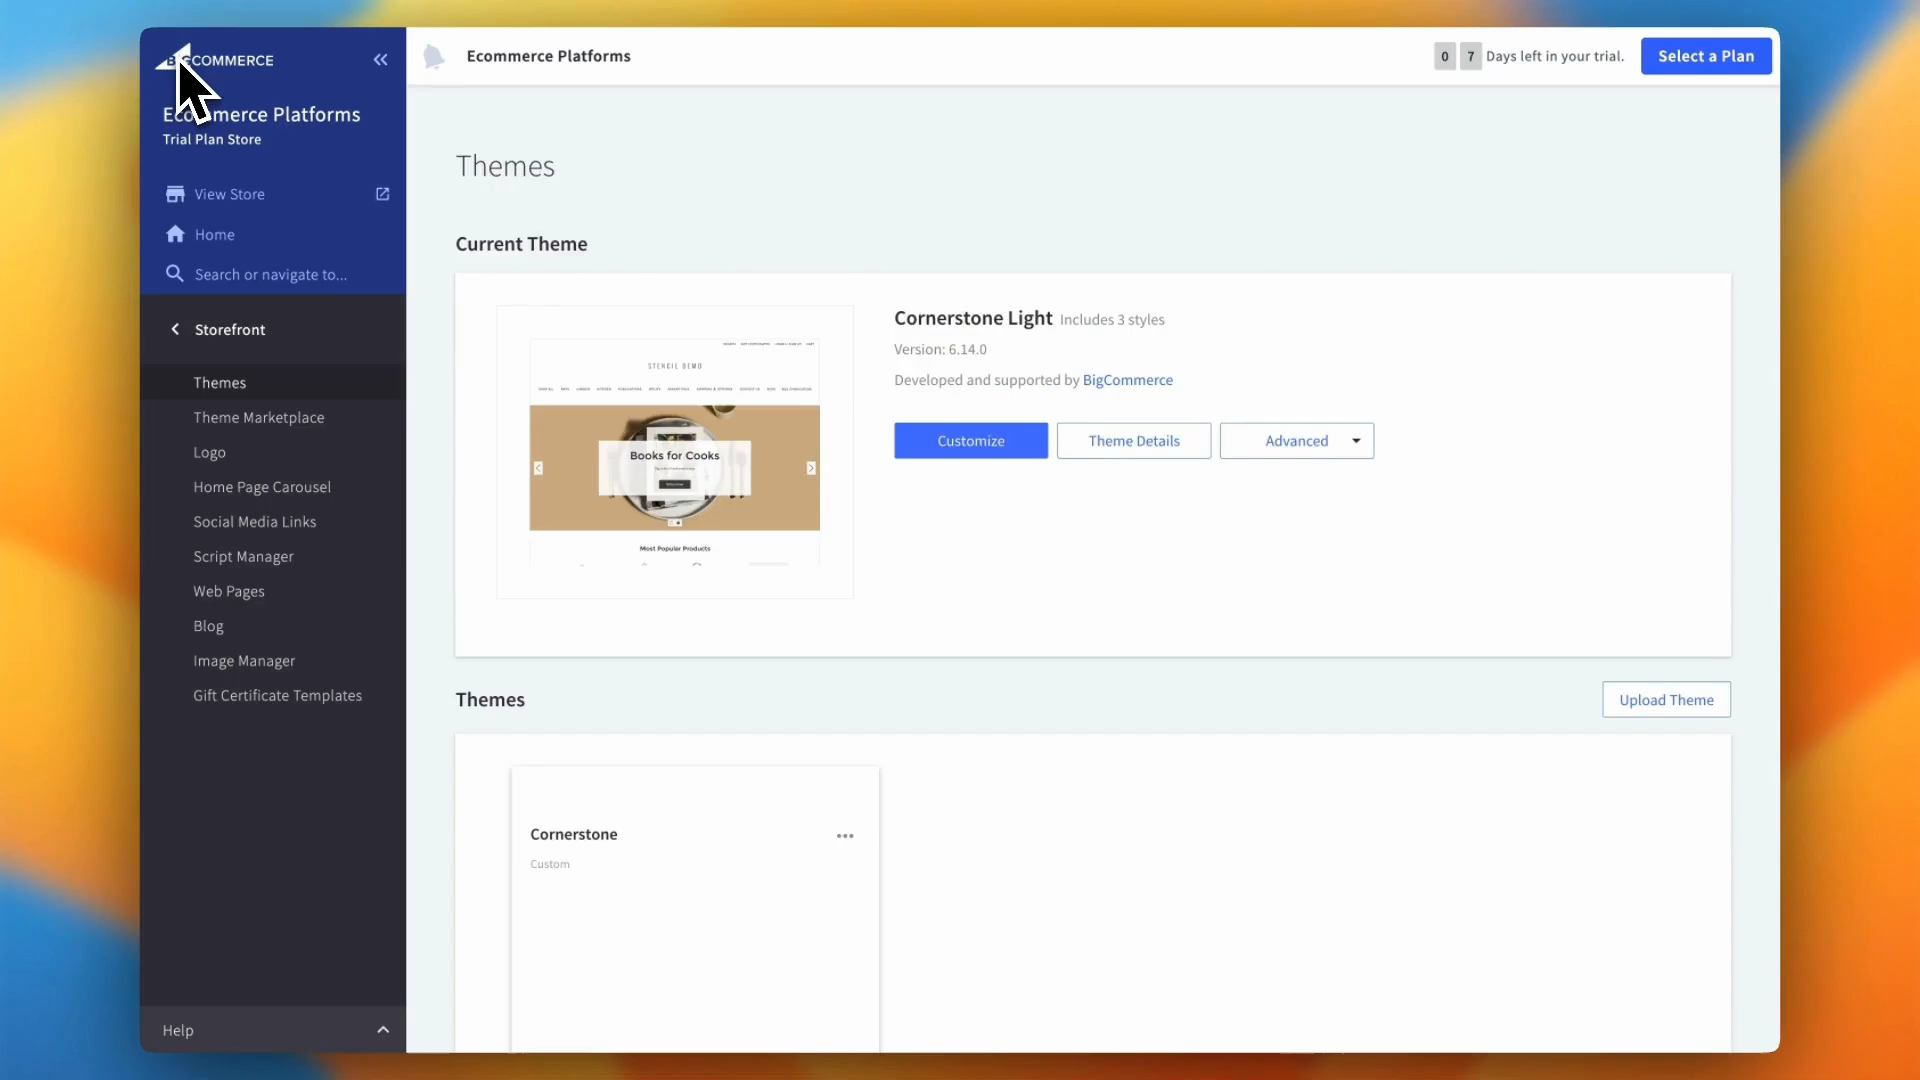 COMMERCE
Ecommerce Platforms
Trial Plan Store
View Store
Home
Search or navigate to...
Storefront
Themes
Theme Marketplace
Logo
Home Page Carousel
Social Media Links
Script Manager
Web Pages
Blog
Image Manager
Gift Certificate Templates
Help
Ecommerce Platforms
0 7 Days left in your trial.
Select a Plan
Themes
Current Theme
STENCIL DEMO
Books for Cooks
Most Popular Products
Cornerstone Light Includes 3 styles
Version: 6.14.0
Developed and supported by BigCommerce
Customize
Theme Details
Advanced
Themes
Upload Theme
Cornerstone
Custom